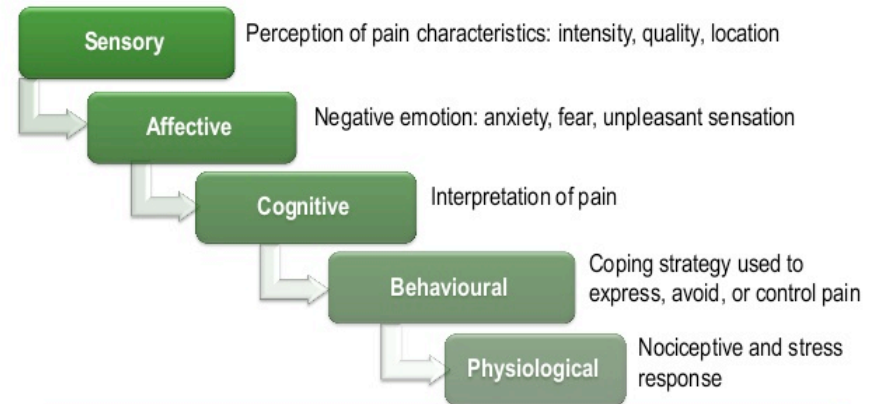 Sensory
Perception of pain characteristics: intensity, quality, location
Affective
Negative emotion: anxiety, fear, unpleasant sensation
Cognitive
Interpretation of pain
Behavioural
Coping strategy used to
express, avoid, or control pain
Physiological
Nociceptive and stress
response